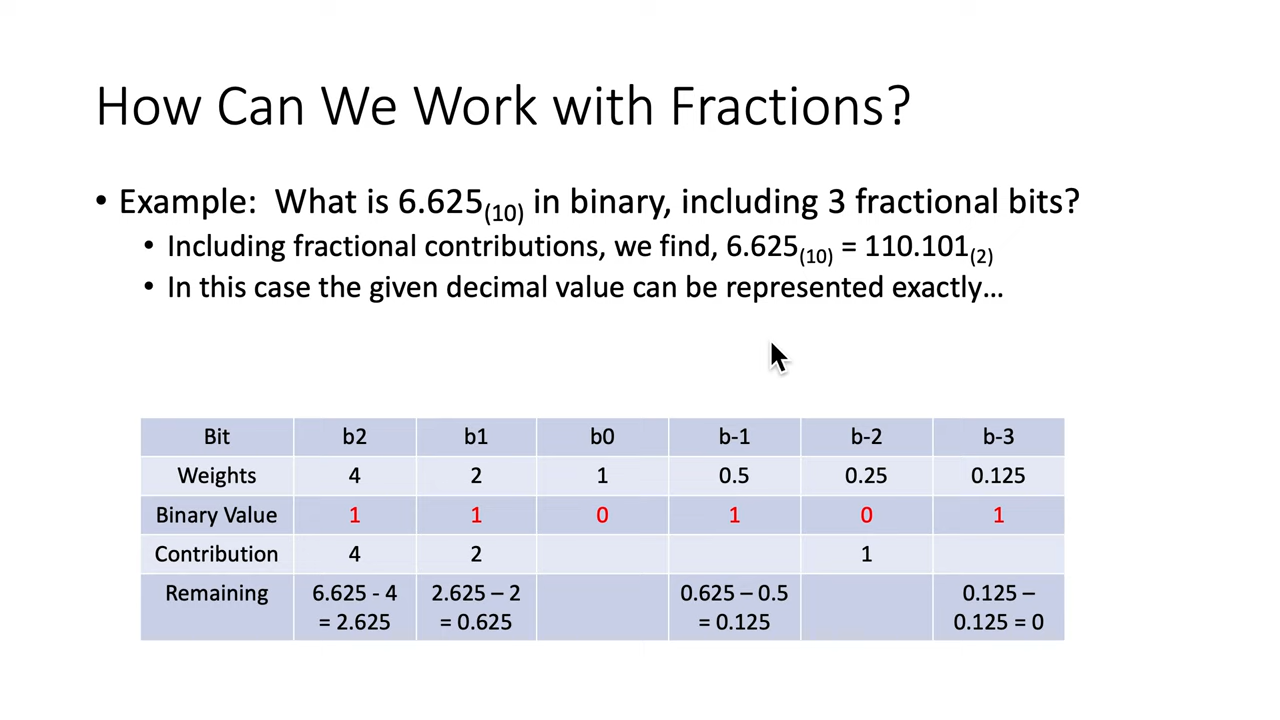 How Can We Work with Fractions?
• Example: What is 6.625(10) in binary, including 3 fractional bits?
• Including fractional contributions, we find, 6.625(10) = 110.101(2)
• In this case the given decimal value can be represented exactly…
Bit b2 b1 b0 b-1 b-2 b-3
Weights 4 2 1 0.5 0.25 0.125
Binary Value 1 1 0 1 0 1
Contribution 4 2 1
Remaining 6.625 - 4 2.625 – 2 0.625 – 0.5 0.125 –
= 2.625 = 0.625 = 0.125 0.125 = 0